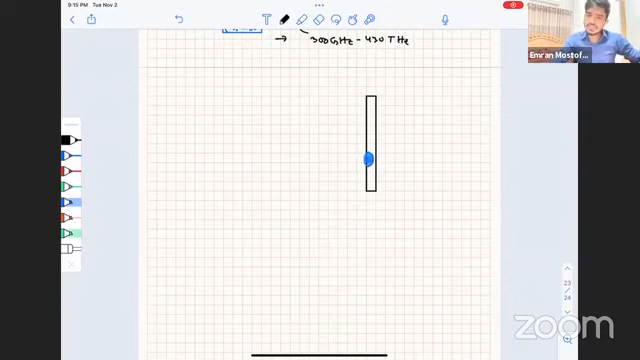 9:15 PM Tue Nov 2
→ 300 GHz - 430 THz
Emran Mostof...
23
/
24
zoom